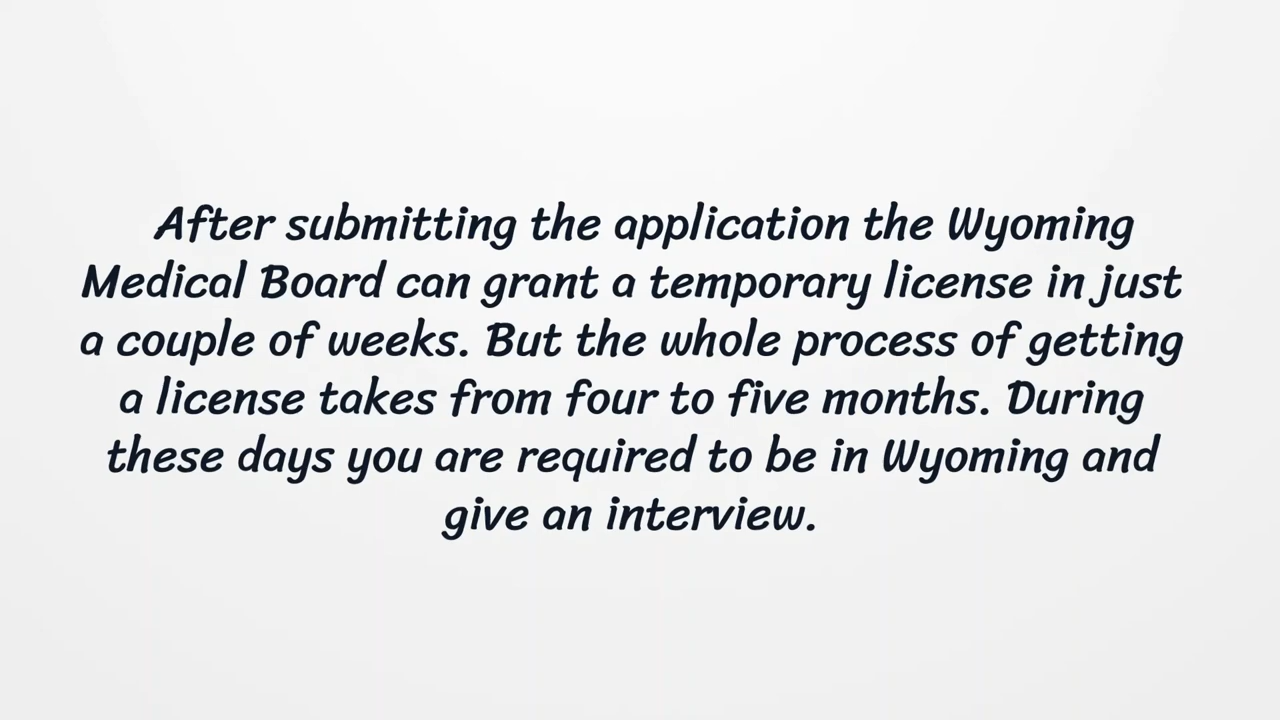 After submitting the application the Wyoming
Medical Board can grant a temporary license in just
a couple of weeks. But the whole process of getting
a license takes from four to five months. During
these days you are required to be in Wyoming and
give an interview.